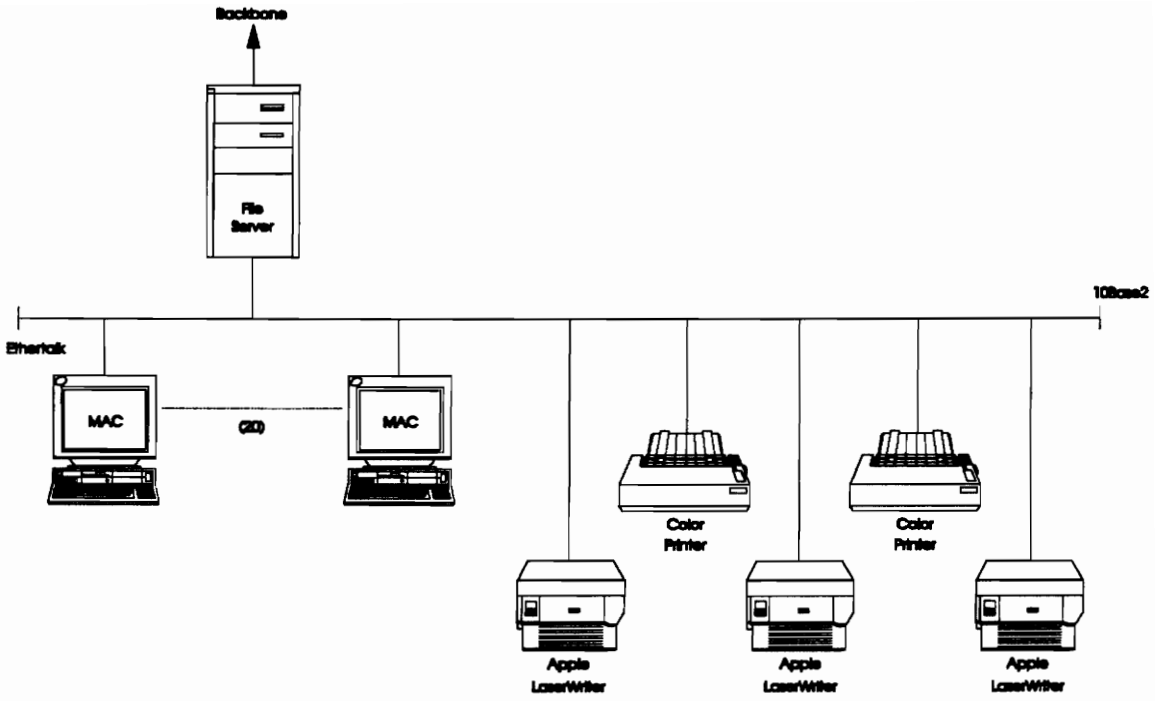 Backbone
File
Server
10Base2
Ethertalk
MAC
(20)
MAC
Color
Printer
Color
Printer
Apple
LaserWriter
Apple
LaserWriter
Apple
LaserWriter